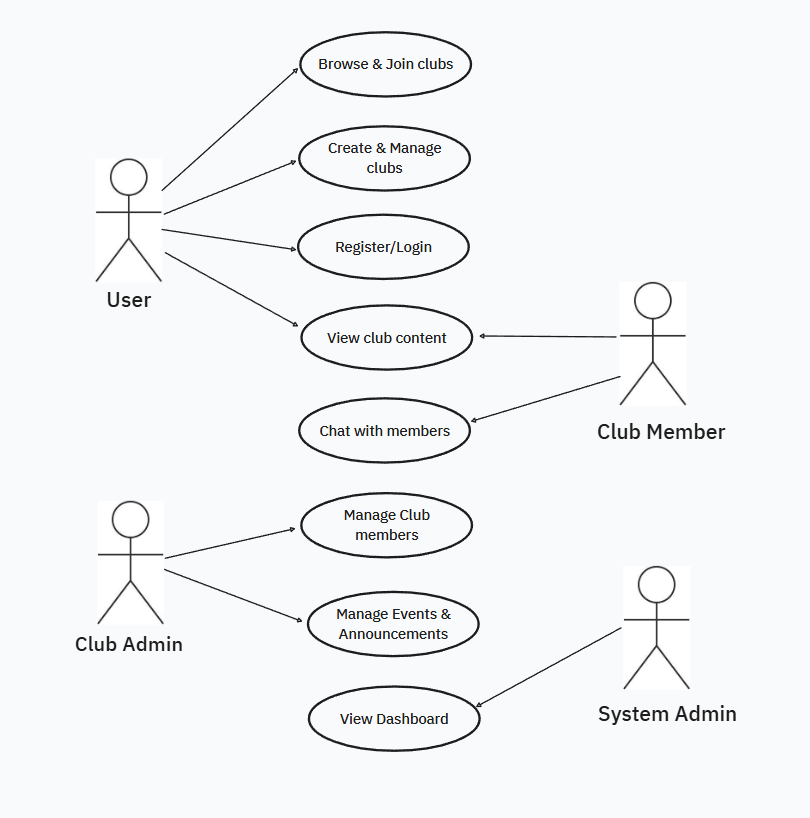 Browse & Join clubs
Create & Manage
clubs
Register/Login
User
View club content
Chat with members
Club Member
Manage Club
members
Manage Events &
Announcements
Club Admin
View Dashboard
System Admin